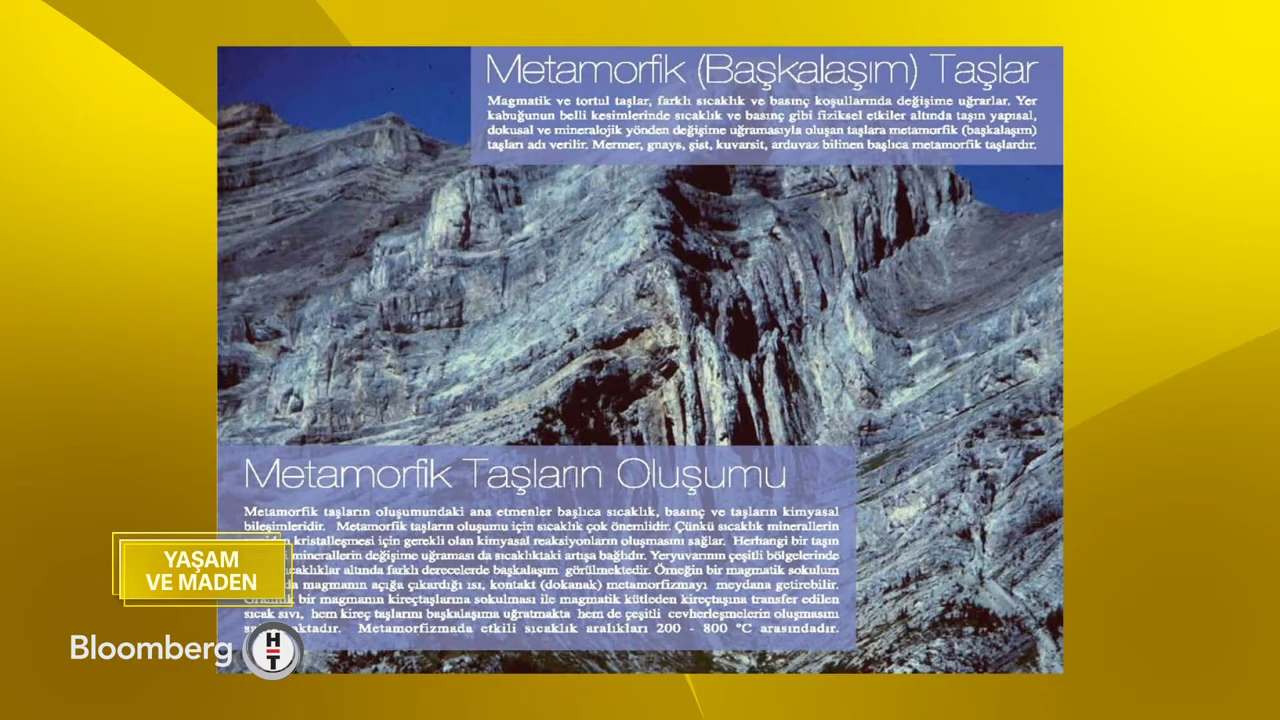 Metamorfik (Başkalaşım) Taşlar
Magmatik ve tortul taşlar, farklı sıcaklık ve basınç koşullarında değişime uğrarlar. Yer
kabuğunun belli kesimlerinde sıcaklık ve basınç gibi fiziksel etkiler altında taşın yapısal,
dokusal ve mineralojik yönden değişime uğramasıyla oluşan taşlara metamorfik (başkalaşım)
taşları adı verilir. Mermer, gnays, şist, kuvarsit, arduvaz bilinen başlıca metamorfik taşlardır.
Metamorfik Taşların Oluşumu
Metamorfik taşların oluşumundaki ana etmenler başlıca sıcaklık, basınç ve taşların kimyasal
bileşimleridir. Metamorfik taşların oluşumu için sıcaklık çok önemlidir. Çünkü sıcaklık minerallerin
kristalleşmesi için gerekli olan kimyasal reaksiyonların oluşmasını sağlar. Herhangi bir taşın
minerallerin değişime uğraması da sıcaklıktaki artışa bağlıdır. Yeryuvarının çeşitli bölgelerinde
sıcaklıklar altında farklı derecelerde başkalaşım görülmektedir. Örneğin bir magmatik sokulum
magmanın açığa çıkardığı ısı, kontakt (dokanak) metamorfizmayı meydana getirebilir.
Granitik bir magmanın kireçtaşlarına sokulması ile magmatik kütleden kireçtaşına transfer edilen
sıcak sıvı, hem kireç taşlarını başkalaşıma uğratmakta hem de çeşitli cevherleşmelerin oluşmasını
Metamorfizmada etkili sıcaklık aralıkları 200 - 800 °C arasındadır.
YAŞAM
VE MADEN
Bloomberg HT